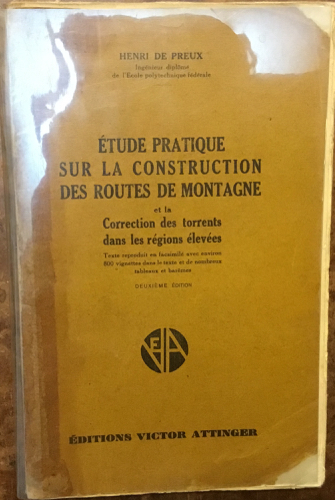 HENRI DE PREUX
Ingénieur diplômé
de l'École polytechnique fédérale
ÉTUDE PRATIQUE
SUR LA CONSTRUCTION
DES ROUTES DE MONTAGNE
et la
Correction des torrents
dans les régions élevées
Texte reproduit en facsimilé avec environ
800 vignettes dans le texte et de nombreux
tableaux et
DEUXIÈME ÉDITION
VEA
ÉDITIONS VICTOR ATTINGER